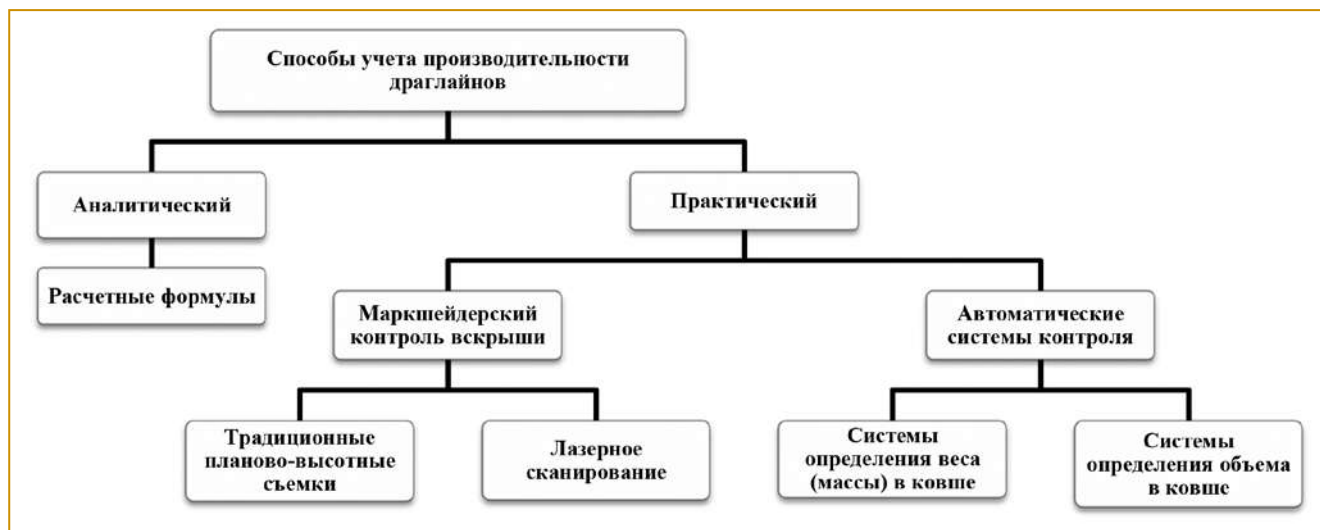 Способы учета производительности
драглайнов
Аналитический
Практический
Расчетные формулы
Маркшейдерский
контроль вскрыши
Автоматические
системы контроля
Традиционные
планово-высотные
съемки
Лазерное
сканирование
Системы
определения веса
(массы) в ковше
Системы
определения объема
в ковше